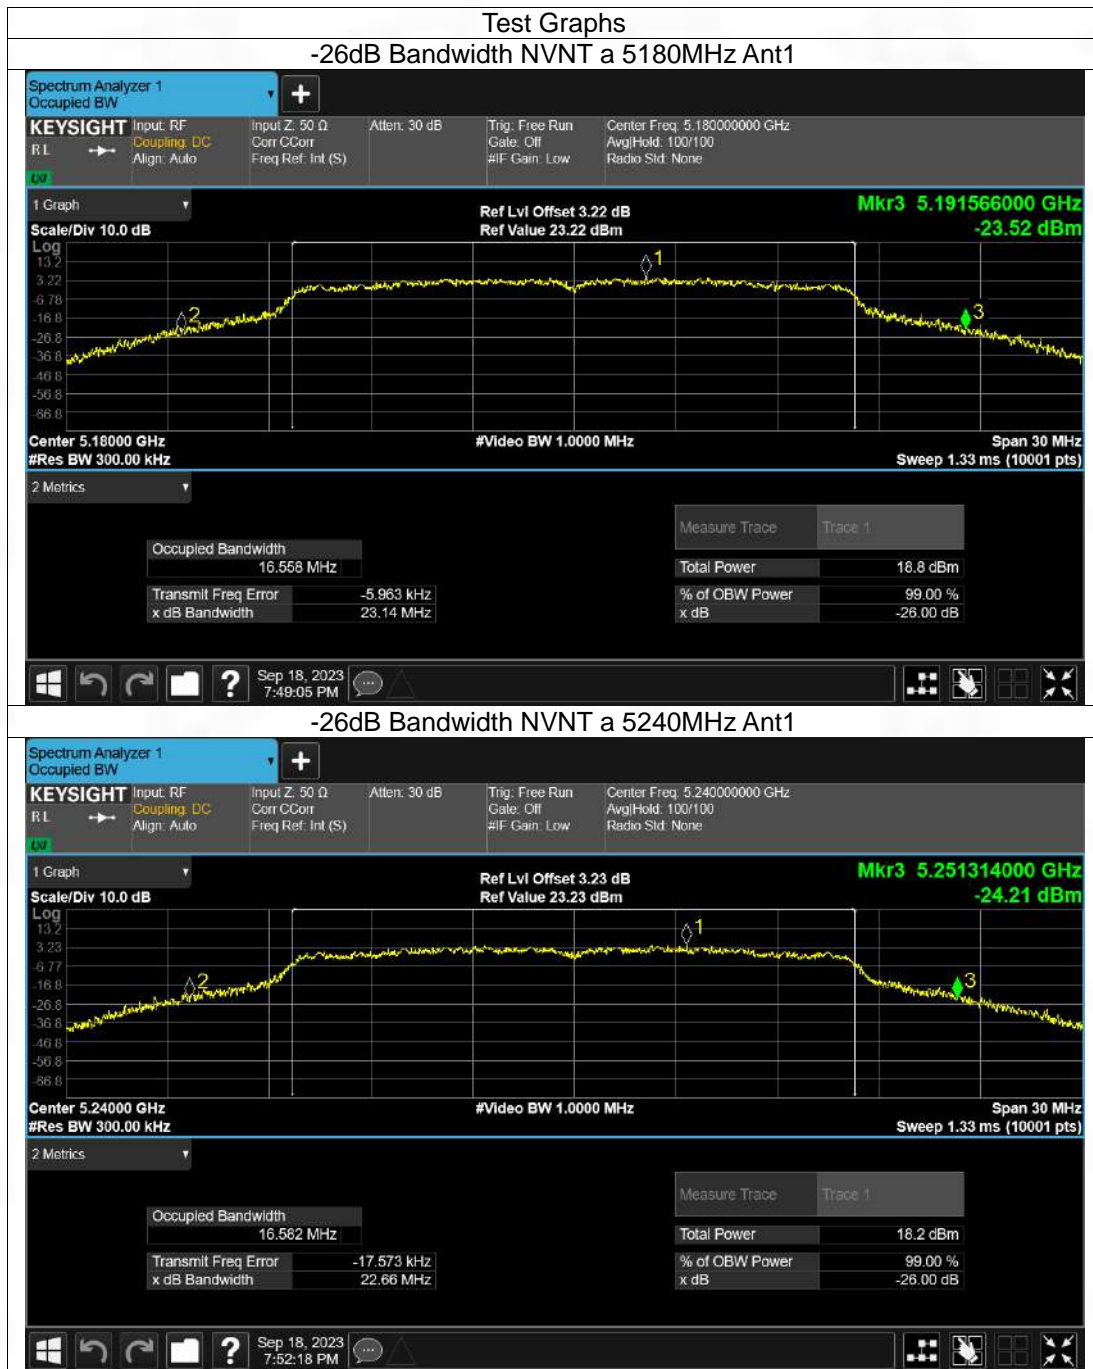 Test Graphs
-26dB Bandwidth NVNT a 5180MHz Ant1
Spectrum Analyzer 1
Occupied BW
KEYSIGHT Input: RF Input Z: 50 Ω Atten: 30 dB Trig: Free Run Center Freq: 5.180000000 GHz
RL Coupling: DC Corr CCorr Gate: Off Avg|Hold: 100/100
Align: Auto Freq Ref: Int (S) #IF Gain: Low Radio Std: None
LXI
1 Graph Ref Lvl Offset 3.22 dB Mkr3 5.191566000 GHz
Scale/Div 10.0 dB Ref Value 23.22 dBm -23.52 dBm
Log
13.2
3.22
-6.78
-16.8
-26.8
-36.8
-46.8
-56.8
-66.8
1
2
3
Center 5.18000 GHz #Video BW 1.0000 MHz Span 30 MHz
#Res BW 300.00 kHz Sweep 1.33 ms (10001 pts)
2 Metrics
Measure Trace Trace 1
Occupied Bandwidth
16.558 MHz Total Power 18.8 dBm
Transmit Freq Error -5.963 kHz % of OBW Power 99.00 %
x dB Bandwidth 23.14 MHz x dB -26.00 dB
? Sep 18, 2023
7:49:05 PM
-26dB Bandwidth NVNT a 5240MHz Ant1
Spectrum Analyzer 1
Occupied BW
KEYSIGHT Input: RF Input Z: 50 Ω Atten: 30 dB Trig: Free Run Center Freq: 5.240000000 GHz
RL Coupling: DC Corr CCorr Gate: Off Avg|Hold: 100/100
Align: Auto Freq Ref: Int (S) #IF Gain: Low Radio Std: None
LXI
1 Graph Ref Lvl Offset 3.23 dB Mkr3 5.251314000 GHz
Scale/Div 10.0 dB Ref Value 23.23 dBm -24.21 dBm
Log
13.2
3.23
-6.77
-16.8
-26.8
-36.8
-46.8
-56.8
-66.8
1
2
3
Center 5.24000 GHz #Video BW 1.0000 MHz Span 30 MHz
#Res BW 300.00 kHz Sweep 1.33 ms (10001 pts)
2 Metrics
Measure Trace Trace 1
Occupied Bandwidth
16.582 MHz Total Power 18.2 dBm
Transmit Freq Error -17.573 kHz % of OBW Power 99.00 %
x dB Bandwidth 22.66 MHz x dB -26.00 dB
? Sep 18, 2023
7:52:18 PM